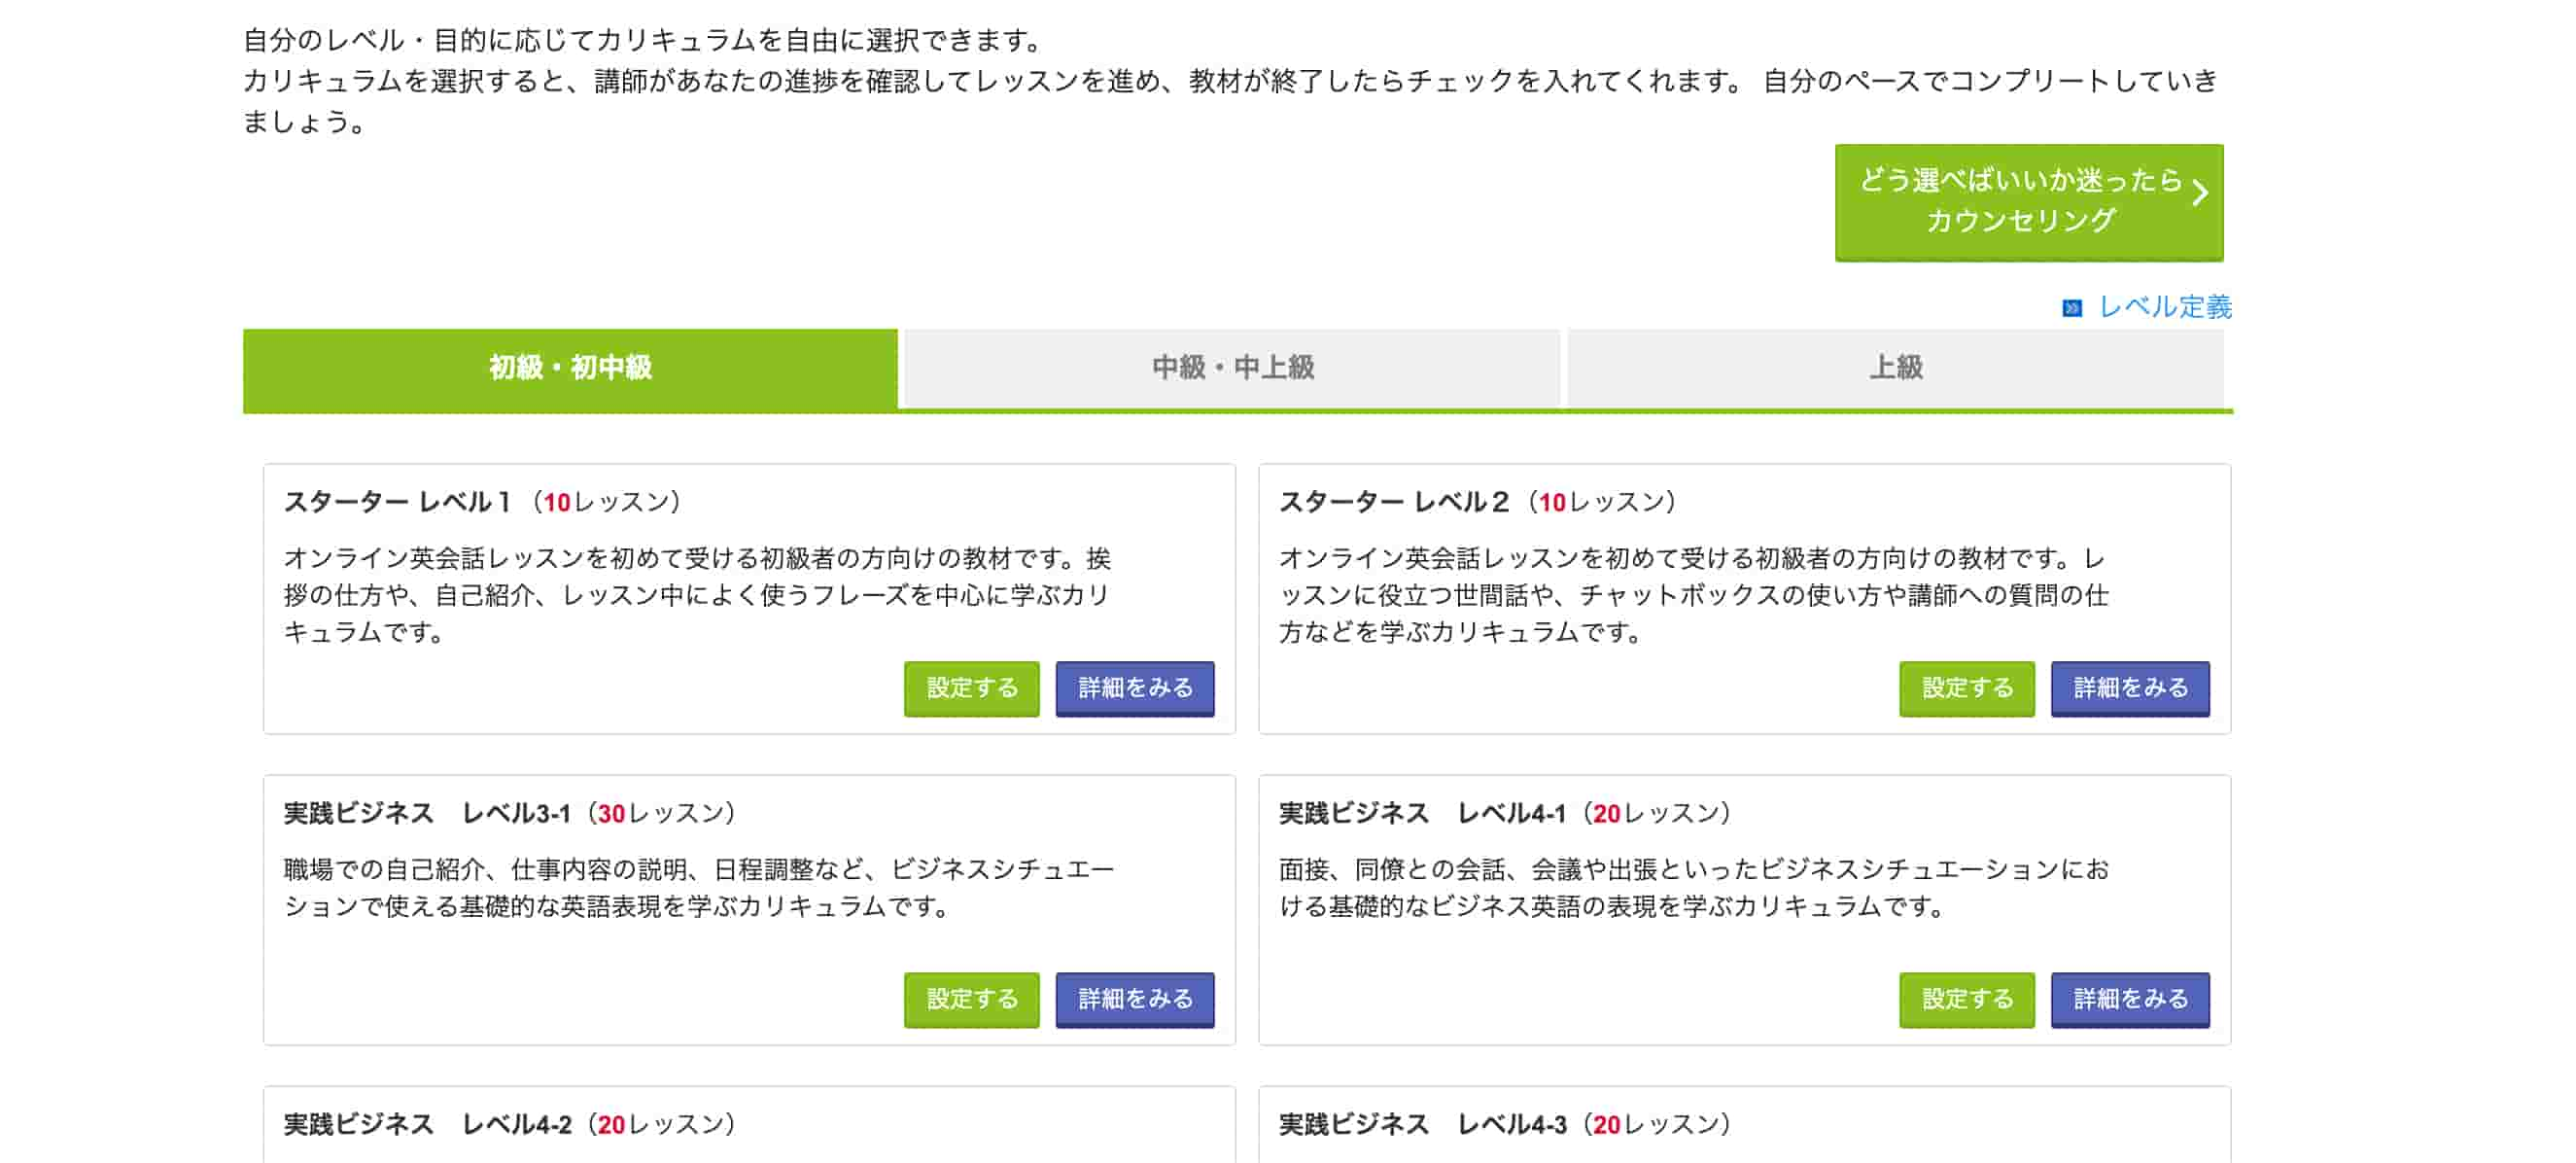 自分のレベル・目的に応じてカリキュラムを自由に選択できます。
カリキュラムを選択すると、講師があなたの進捗を確認してレッスンを進め、教材が終了したらチェックを入れてくれます。 自分のペースでコンプリートしていき
ましょう。
どう選べばいいか迷ったら
カウンセリング
レベル定義
初級・初中級
中級・中上級
上級
スターター レベル１（10レッスン）
オンライン英会話レッスンを初めて受ける初級者の方向けの教材です。挨
拶の仕方や、自己紹介、レッスン中によく使うフレーズを中心に学ぶカリ
キュラムです。
設定する
詳細をみる
スターター レベル２（10レッスン）
オンライン英会話レッスンを初めて受ける初級者の方向けの教材です。レ
ッスンに役立つ世間話や、チャットボックスの使い方や講師への質問の仕
方などを学ぶカリキュラムです。
設定する
詳細をみる
実践ビジネス　レベル3-1（30レッスン）
職場での自己紹介、仕事内容の説明、日程調整など、ビジネスシチュエー
ションで使える基礎的な英語表現を学ぶカリキュラムです。
設定する
詳細をみる
実践ビジネス　レベル4-1（20レッスン）
面接、同僚との会話、会議や出張といったビジネスシチュエーションにお
ける基礎的なビジネス英語の表現を学ぶカリキュラムです。
設定する
詳細をみる
実践ビジネス　レベル4-2（20レッスン）
実践ビジネス　レベル4-3（20レッスン）